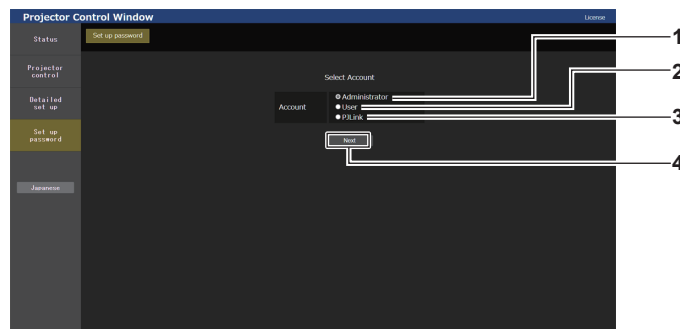 Projector Control Window
License
Status
Set up password
Projector
control
Select Account
Detailed
set up
Account
Administrator
User
PJLink
Set up
password
Next
Japanese
1
2
3
4